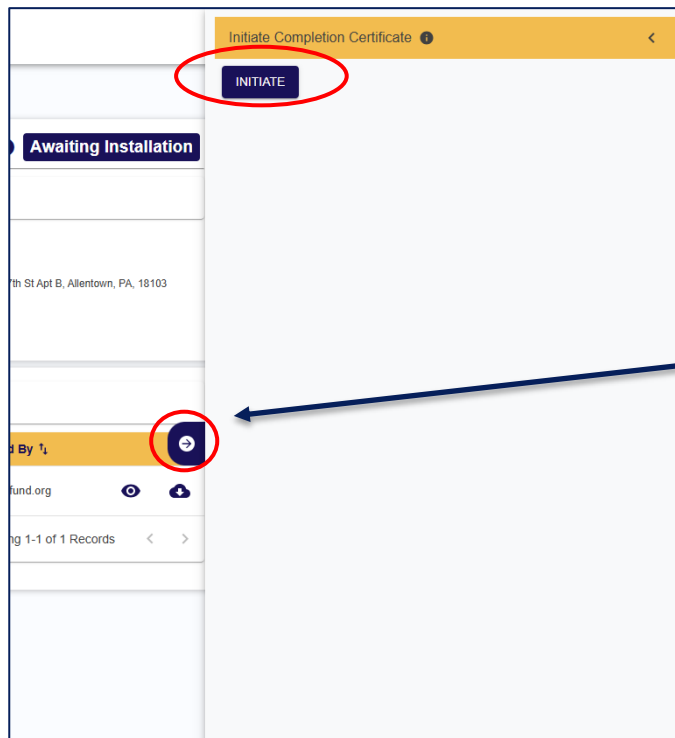 Initiate Completion Certificate
INITIATE
Awaiting Installation
7th St Apt B, Allentown, PA, 18103
d By
fund.org
ng 1-1 of 1 Records